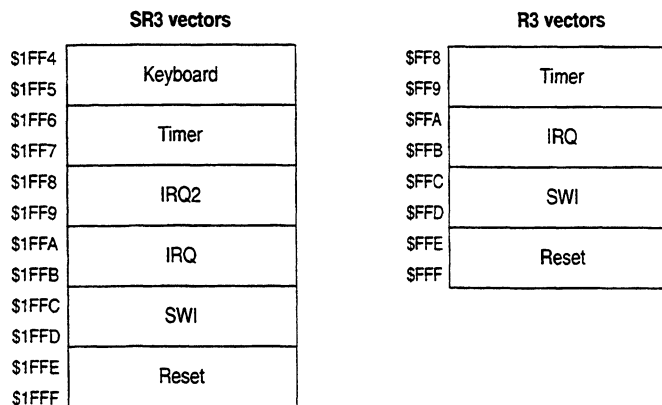 SR3 vectors
$1FF4
$1FF5
Keyboard
$1FF6
$1FF7
Timer
$1FF8
$1FF9
IRQ2
$1FFA
$1FFB
IRQ
$1FFC
$1FFD
SWI
$1FFE
$1FFF
Reset
R3 vectors
$FF8
$FF9
Timer
$FFA
$FFB
IRQ
$FFC
$FFD
SWI
$FFE
$FFF
Reset